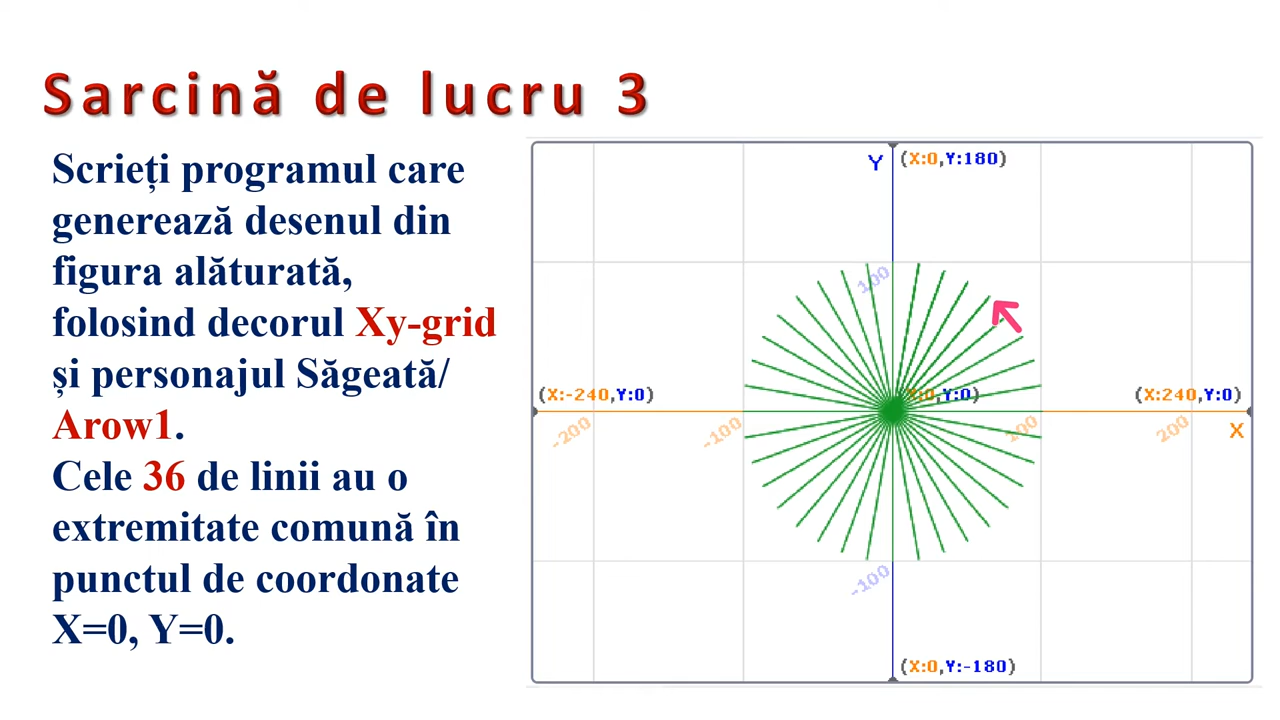 Sarcină de lucru 3
Scrieți programul care
generează desenul din
figura alăturată,
folosind decorul Xy-grid
și personajul Săgeată/
Arow1.
Cele 36 de linii au o
extremitate comună în
punctul de coordonate
X=0, Y=0.
Y (X:0,Y:180)
100
(X:-240,Y:0) X:0,Y:0) (X:240,Y:0)
-200 -100 100 200 X
-100
(X:0,Y:-180)